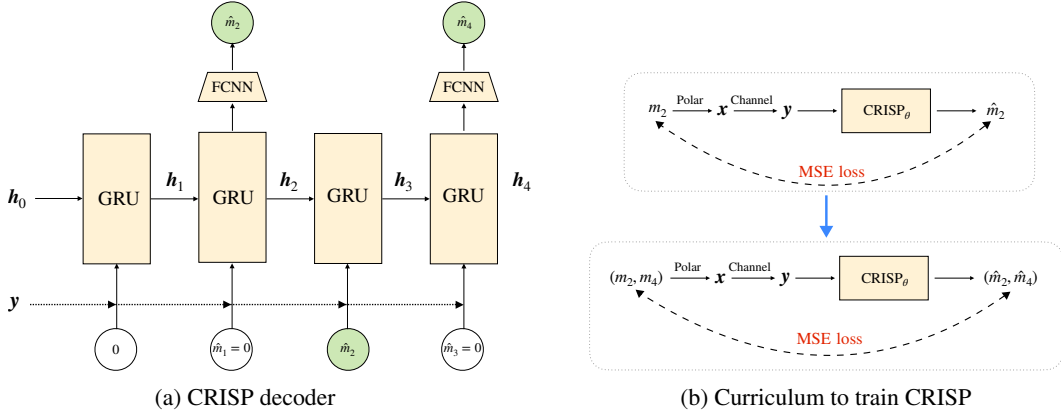 m̂₂
m̂₄
FCNN
FCNN
GRU
GRU
GRU
GRU
h₀
h₁
h₂
h₃
h₄
y
0
m̂₁ = 0
m̂₂
m̂₃ = 0
(a) CRISP decoder
m₂ Polar x Channel y CRISP_θ m̂₂
MSE loss
(m₂, m₄) Polar x Channel y CRISP_θ (m̂₂, m̂₄)
MSE loss
(b) Curriculum to train CRISP